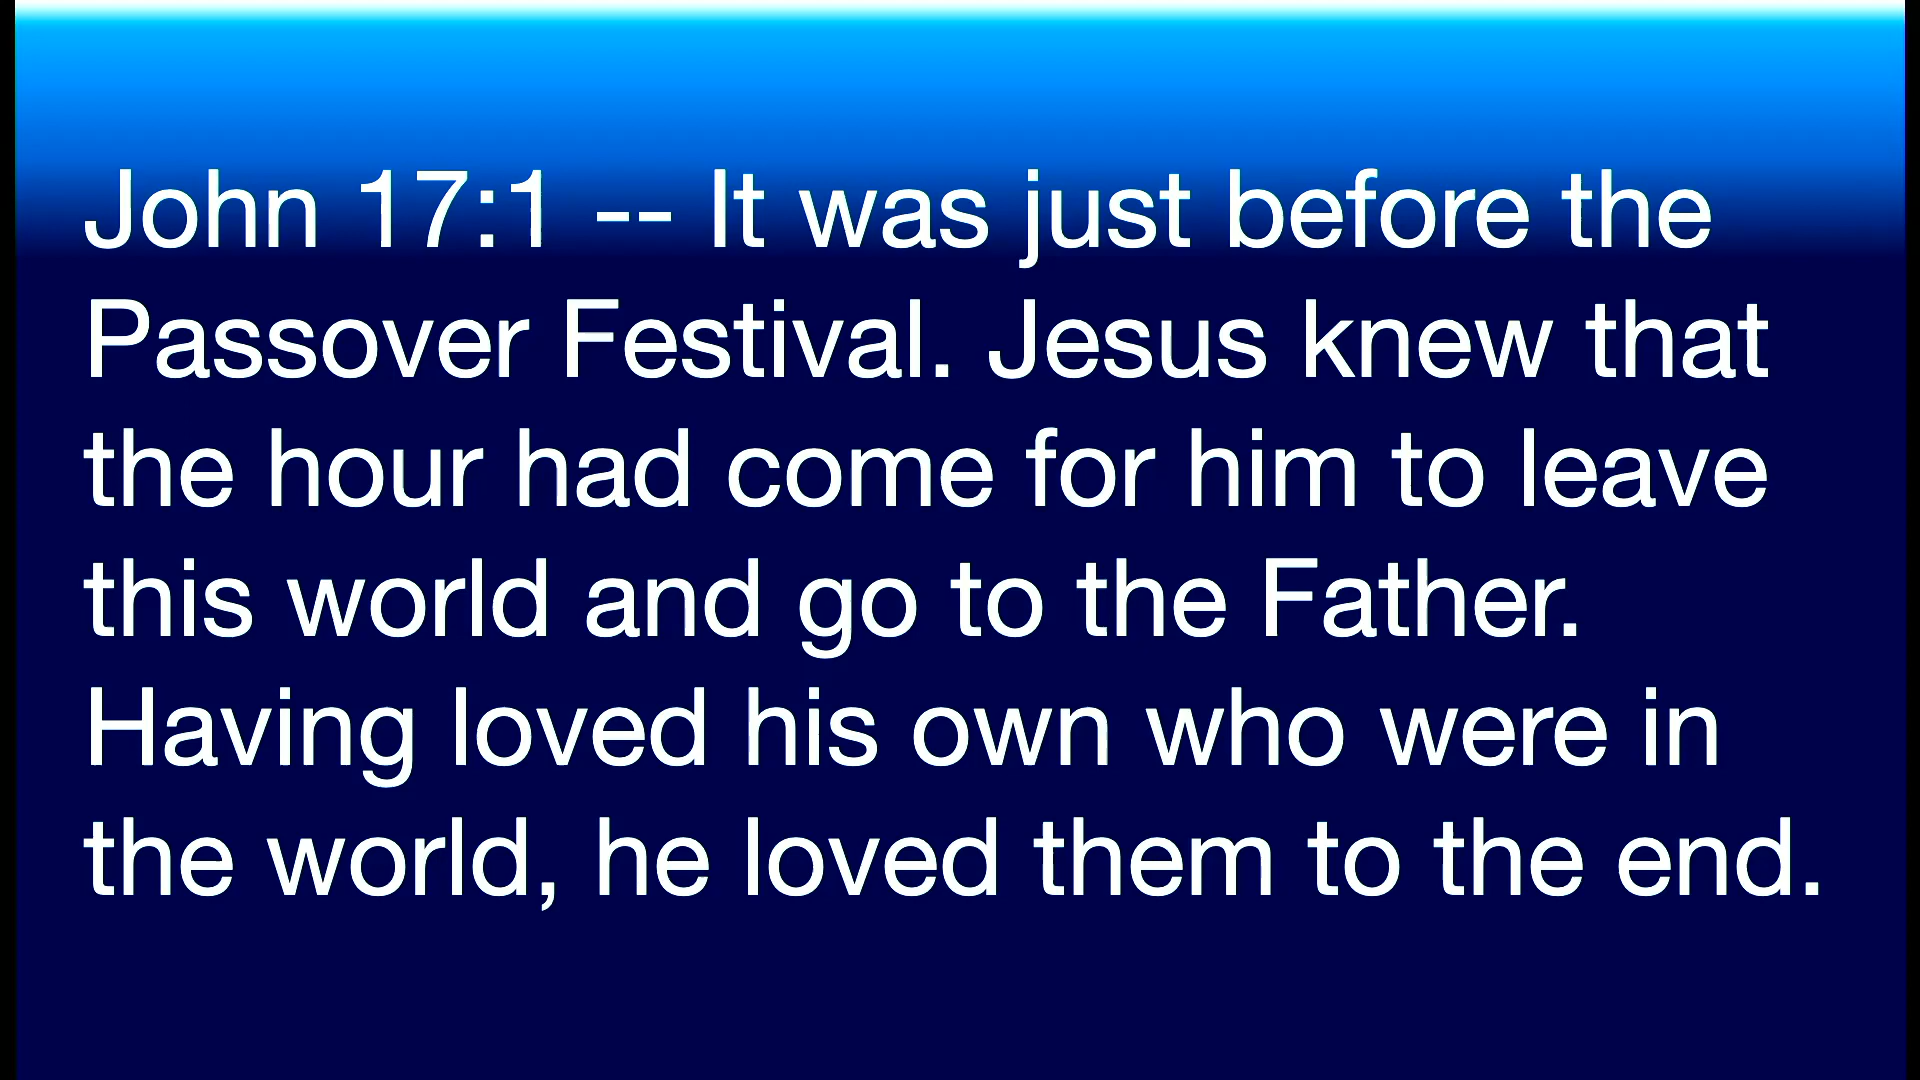 John 17:1 -- It was just before the
Passover Festival. Jesus knew that
the hour had come for him to leave
this world and go to the Father.
Having loved his own who were in
the world, he loved them to the end.